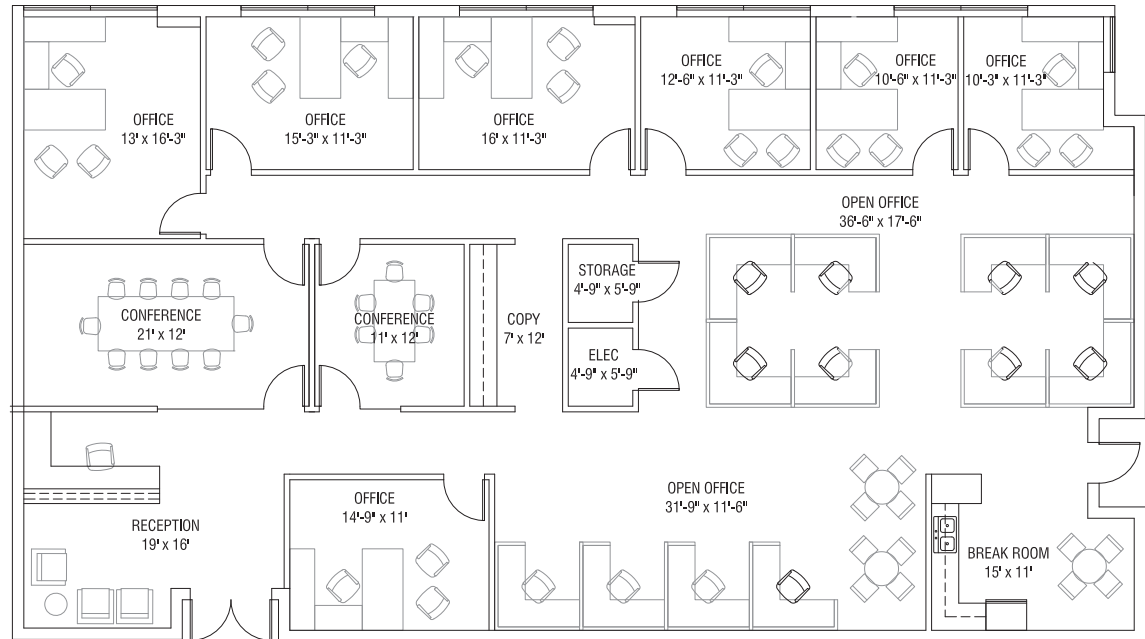 OFFICE
13' x 16'-3"
OFFICE
15'-3" x 11'-3"
OFFICE
16' x 11'-3"
OFFICE
12'-6" x 11'-3"
OFFICE
10'-6" x 11'-3"
OFFICE
10'-3" x 11'-3"
OPEN OFFICE
36'-6" x 17'-6"
CONFERENCE
21' x 12'
CONFERENCE
11' x 12'
COPY
7' x 12'
STORAGE
4'-9" x 5'-9"
ELEC
4'-9" x 5'-9"
RECEPTION
19' x 16'
OFFICE
14'-9" x 11'
OPEN OFFICE
31'-9" x 11'-6"
BREAK ROOM
15' x 11'